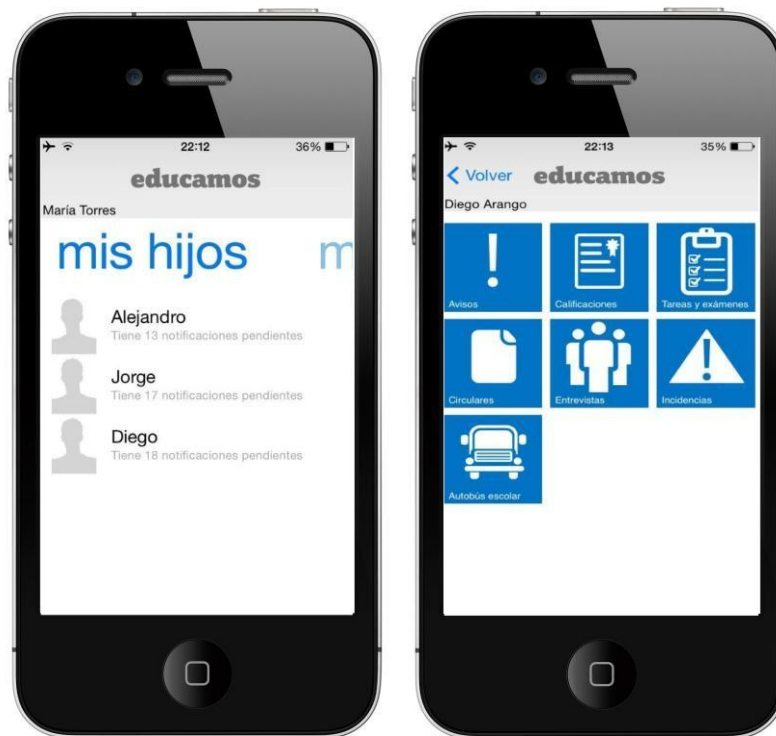 22:12
36%
educamos
María Torres
mis hijos
m
Alejandro
Tiene 13 notificaciones pendientes
Jorge
Tiene 17 notificaciones pendientes
Diego
Tiene 18 notificaciones pendientes
22:13
35%
Volver
educamos
Diego Arango
Avisos
Calificaciones
Tareas y exámenes
Circulares
Entrevistas
Incidencias
Autobús escolar